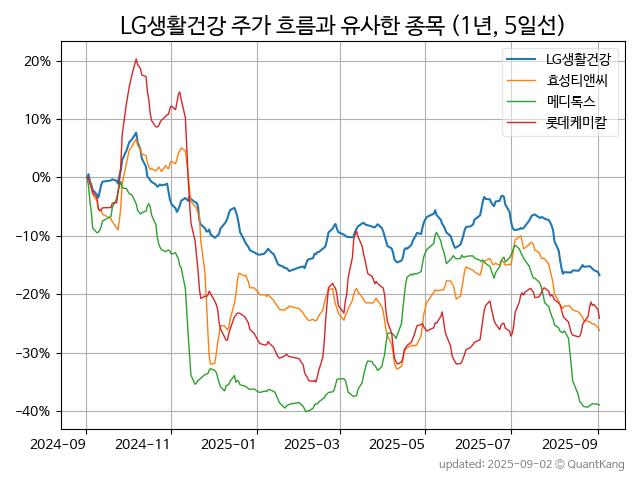 LG생활건강 주가 흐름과 유사한 종목 (1년, 5일선)
LG생활건강
효성티앤씨
메디톡스
롯데케미칼
20%
10%
0%
−10%
−20%
−30%
−40%
2024-09 2024-11 2025-01 2025-03 2025-05 2025-07 2025-09
updated: 2025-09-02 © QuantKang